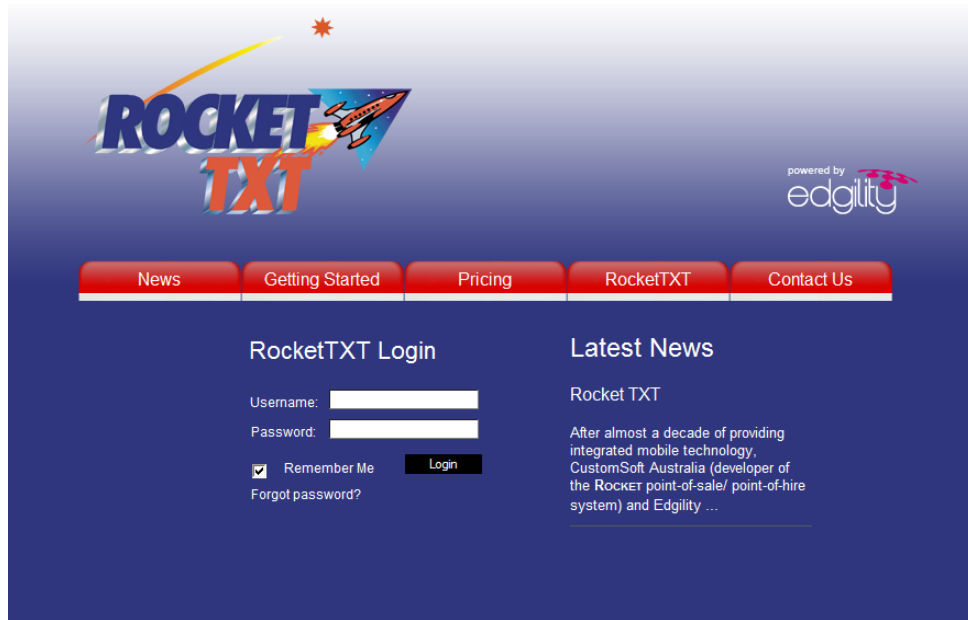 ROCKET
TXT
powered by
edgility
News
Getting Started
Pricing
RocketTXT
Contact Us
RocketTXT Login
Username:
Password:
Remember Me
Login
Forgot password?
Latest News
Rocket TXT
After almost a decade of providing
integrated mobile technology,
CustomSoft Australia (developer of
the ROCKET point-of-sale/ point-of-hire
system) and Edgility ...